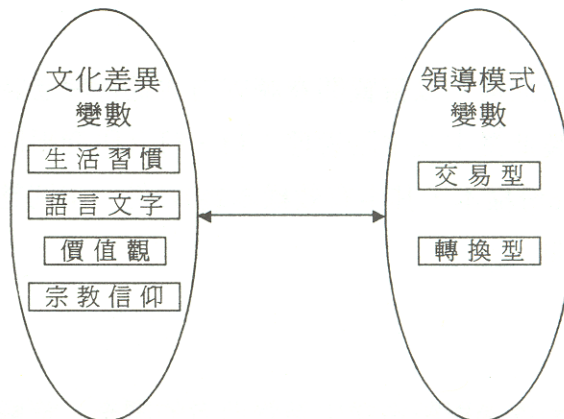 文化差異
變數
生活習慣
語言文字
價值觀
宗教信仰
領導模式
變數
交易型
轉換型